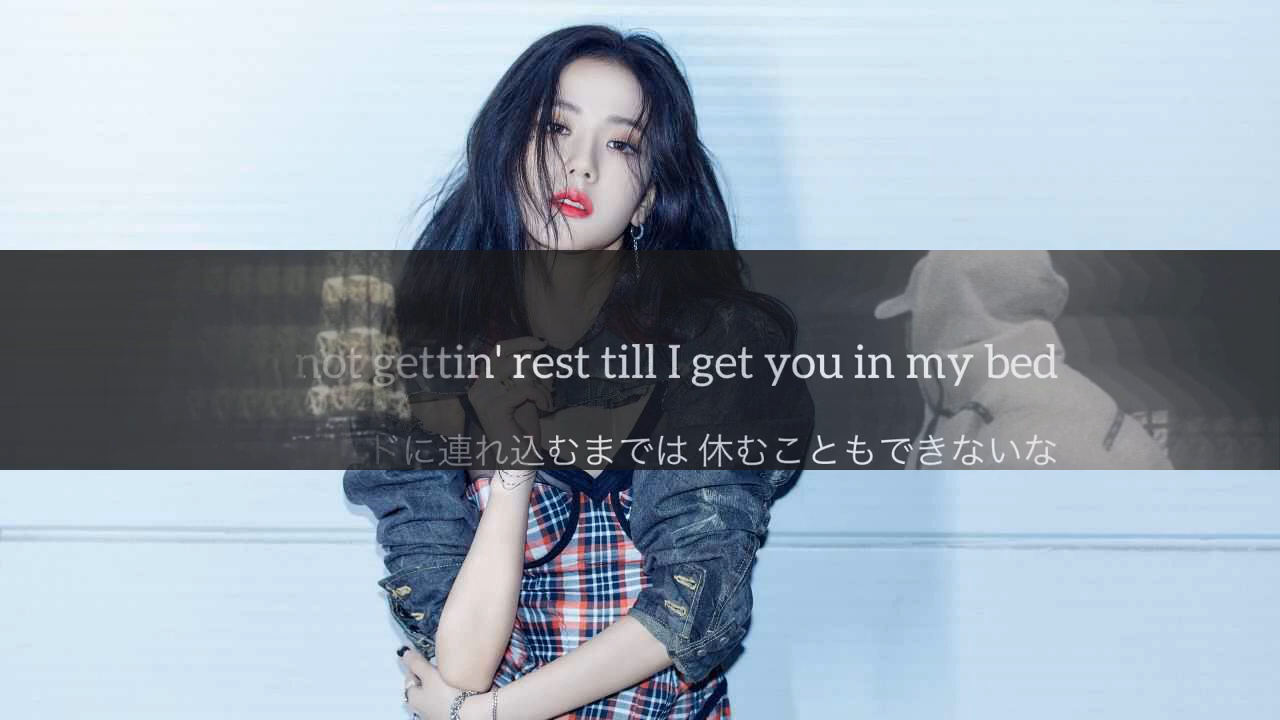 not gettin' rest till I get you in my bed
ドに連れ込むまでは 休むこともできないな